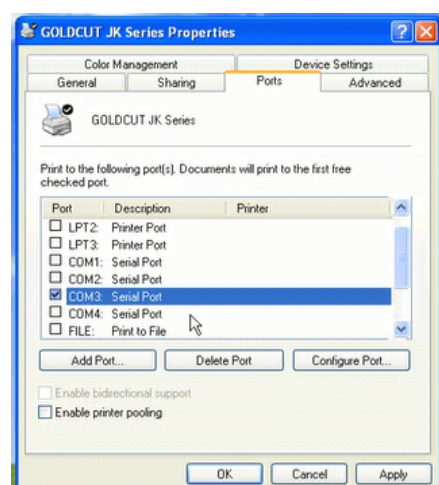 GOLDCUT JK Series Properties
Color Management Device Settings
General Sharing Ports Advanced
GOLDCUT JK Series
Print to the following port(s). Documents will print to the first free
checked port.
Port Description Printer
LPT2: Printer Port
LPT3: Printer Port
COM1: Serial Port
COM2: Serial Port
COM3: Serial Port
COM4: Serial Port
FILE: Print to File
Add Port... Delete Port Configure Port...
Enable bidirectional support
Enable printer pooling
OK Cancel Apply